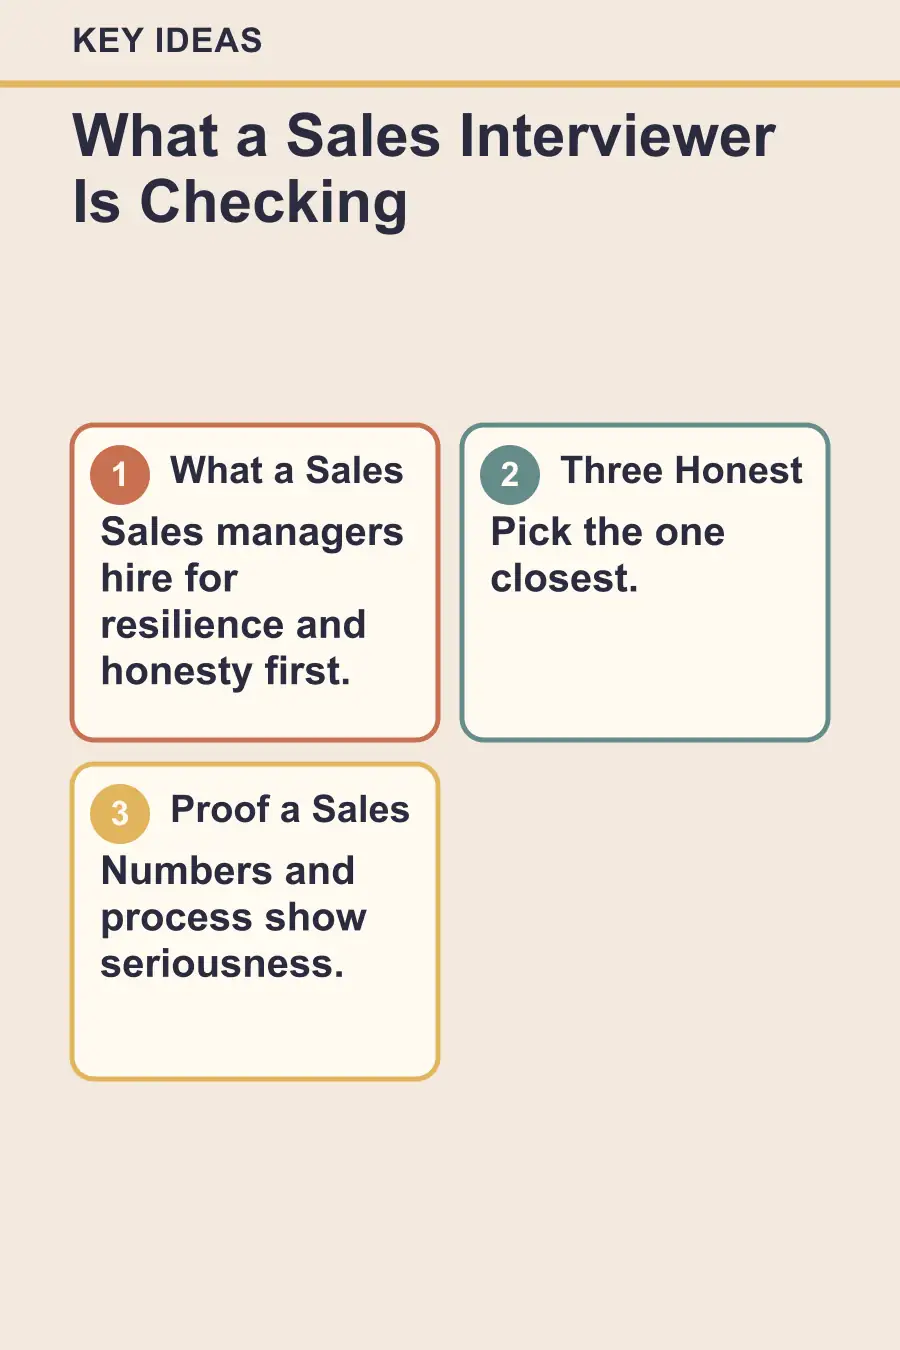 KEY IDEAS
What a Sales Interviewer
Is Checking
1 What a Sales
Sales managers
hire for
resilience and
honesty first.
2 Three Honest
Pick the one
closest.
3 Proof a Sales
Numbers and
process show
seriousness.